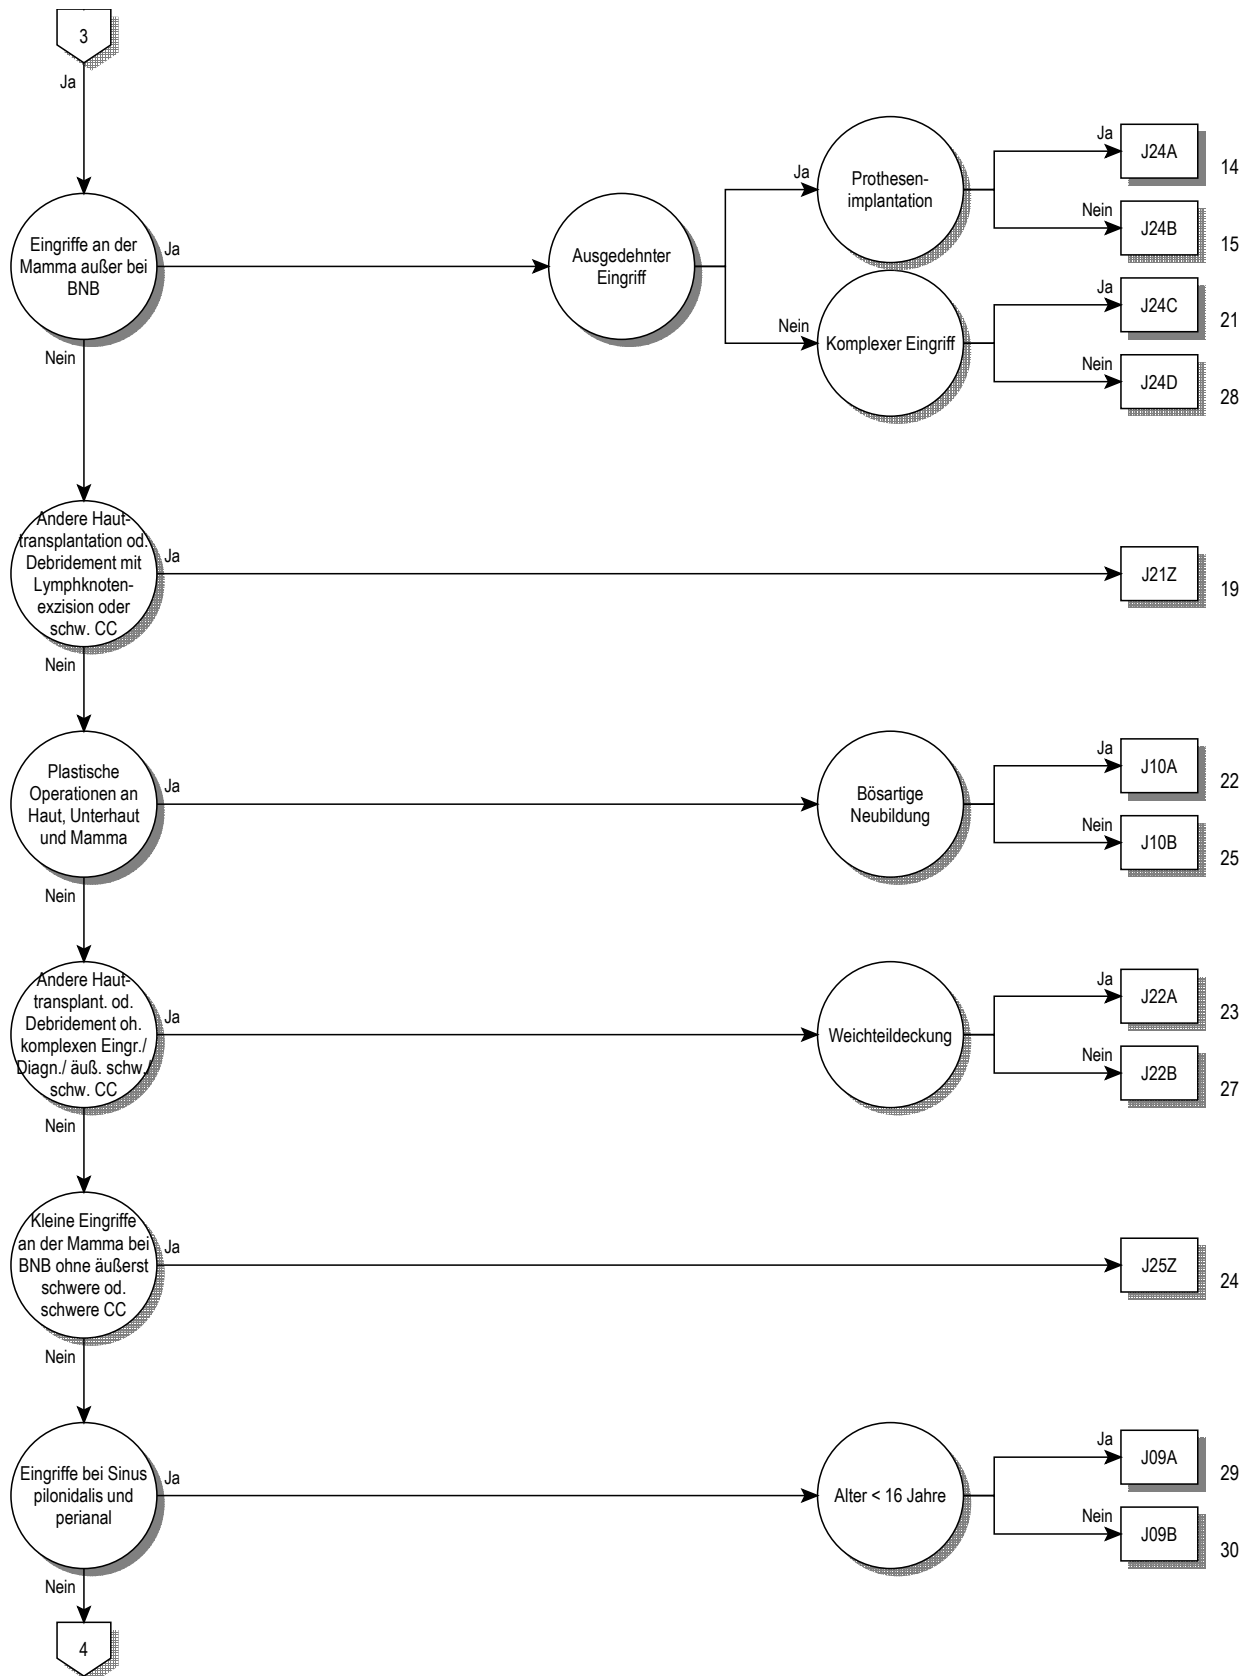 3
Ja
Eingriffe an der
Mamma außer bei
BNB
Ja
Ausgedehnter
Eingriff
Ja
Prothesen-
implantation
Ja
J24A
14
Nein
J24B
15
Nein
Komplexer Eingriff
Ja
J24C
21
Nein
J24D
28
Nein
Andere Haut-
transplantation od.
Debridement mit
Lymphknoten-
exzision oder
schw. CC
Ja
J21Z
19
Nein
Plastische
Operationen an
Haut, Unterhaut
und Mamma
Ja
Bösartige
Neubildung
Ja
J10A
22
Nein
J10B
25
Nein
Andere Haut-
transplant. od.
Debridement oh.
komplexen Eingr./
Diagn./ äuß. schw./
schw. CC
Ja
Weichteildeckung
Ja
J22A
23
Nein
J22B
27
Nein
Kleine Eingriffe
an der Mamma bei
BNB ohne äußerst
schwere od.
schwere CC
Ja
J25Z
24
Nein
Eingriffe bei Sinus
pilonidalis und
perianal
Ja
Alter < 16 Jahre
Ja
J09A
29
Nein
J09B
30
Nein
4